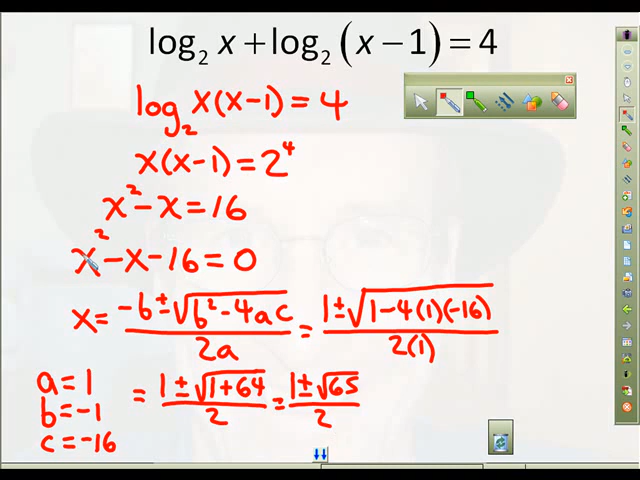 log₂ x + log₂ (x − 1) = 4
log₂ x(x−1) = 4
x(x−1) = 2⁴
x² − x = 16
x² − x − 16 = 0
x = (−b ± √(b² − 4ac)) / 2a = (1 ± √(1 − 4(1)(−16))) / 2(1)
a = 1
b = −1
c = −16
= (1 ± √(1 + 64)) / 2 = (1 ± √65) / 2